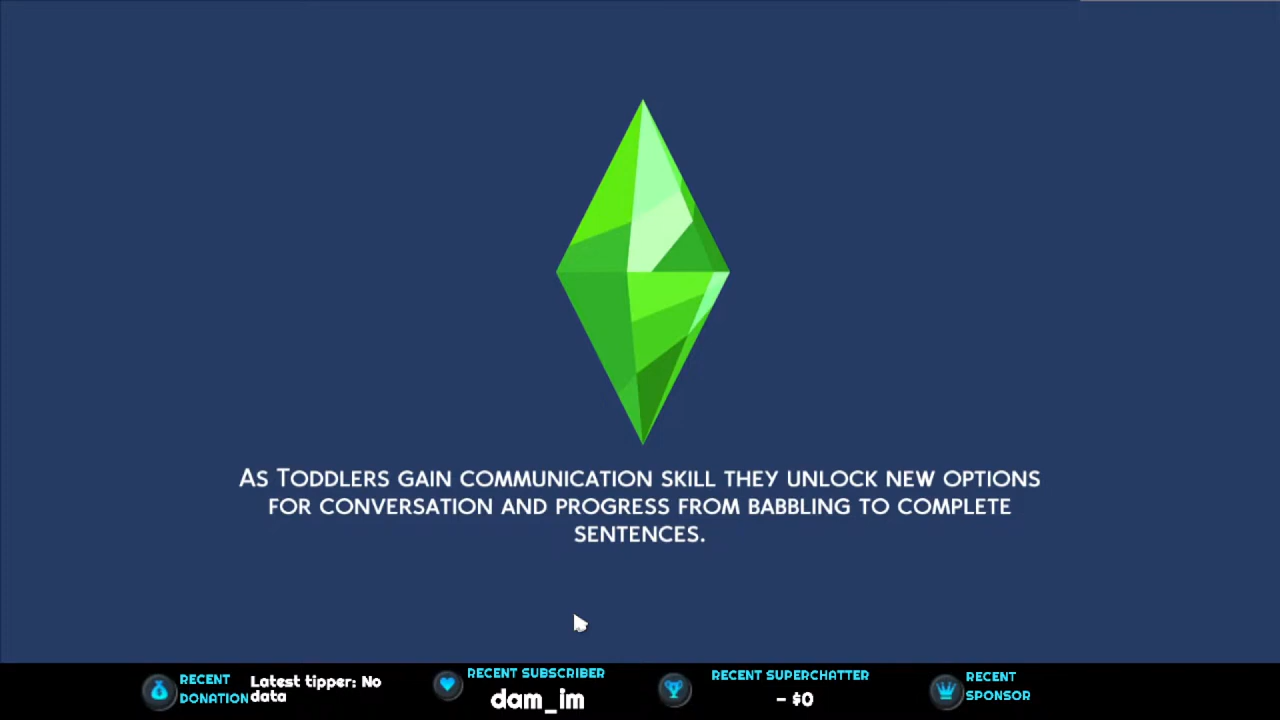 As Toddlers gain communication skill they unlock new options
for conversation and progress from babbling to complete
sentences.
RECENT
DONATION
Latest tipper: No
data
RECENT SUBSCRIBER
dam_im
RECENT SUPERCHATTER
- $0
RECENT
SPONSOR